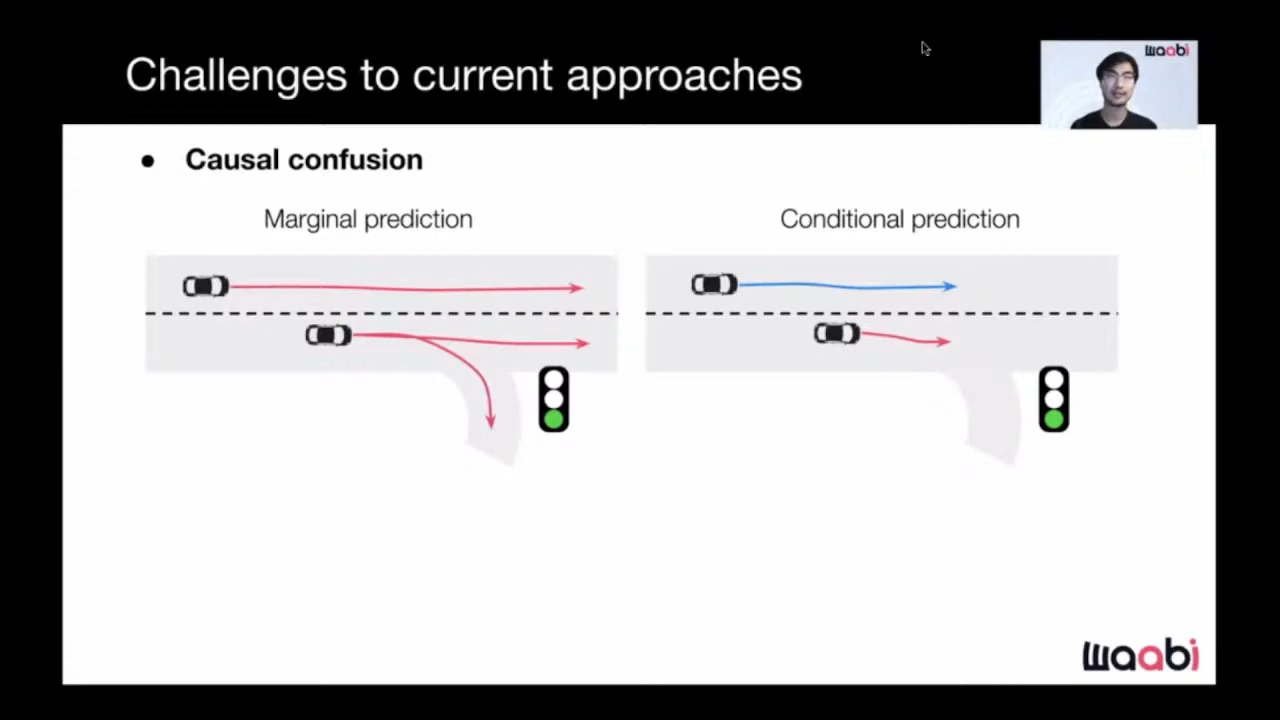 Challenges to current approaches
waabi
● Causal confusion
Marginal prediction
Conditional prediction
waabi